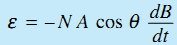 ε = −N A cos θ dB/dt